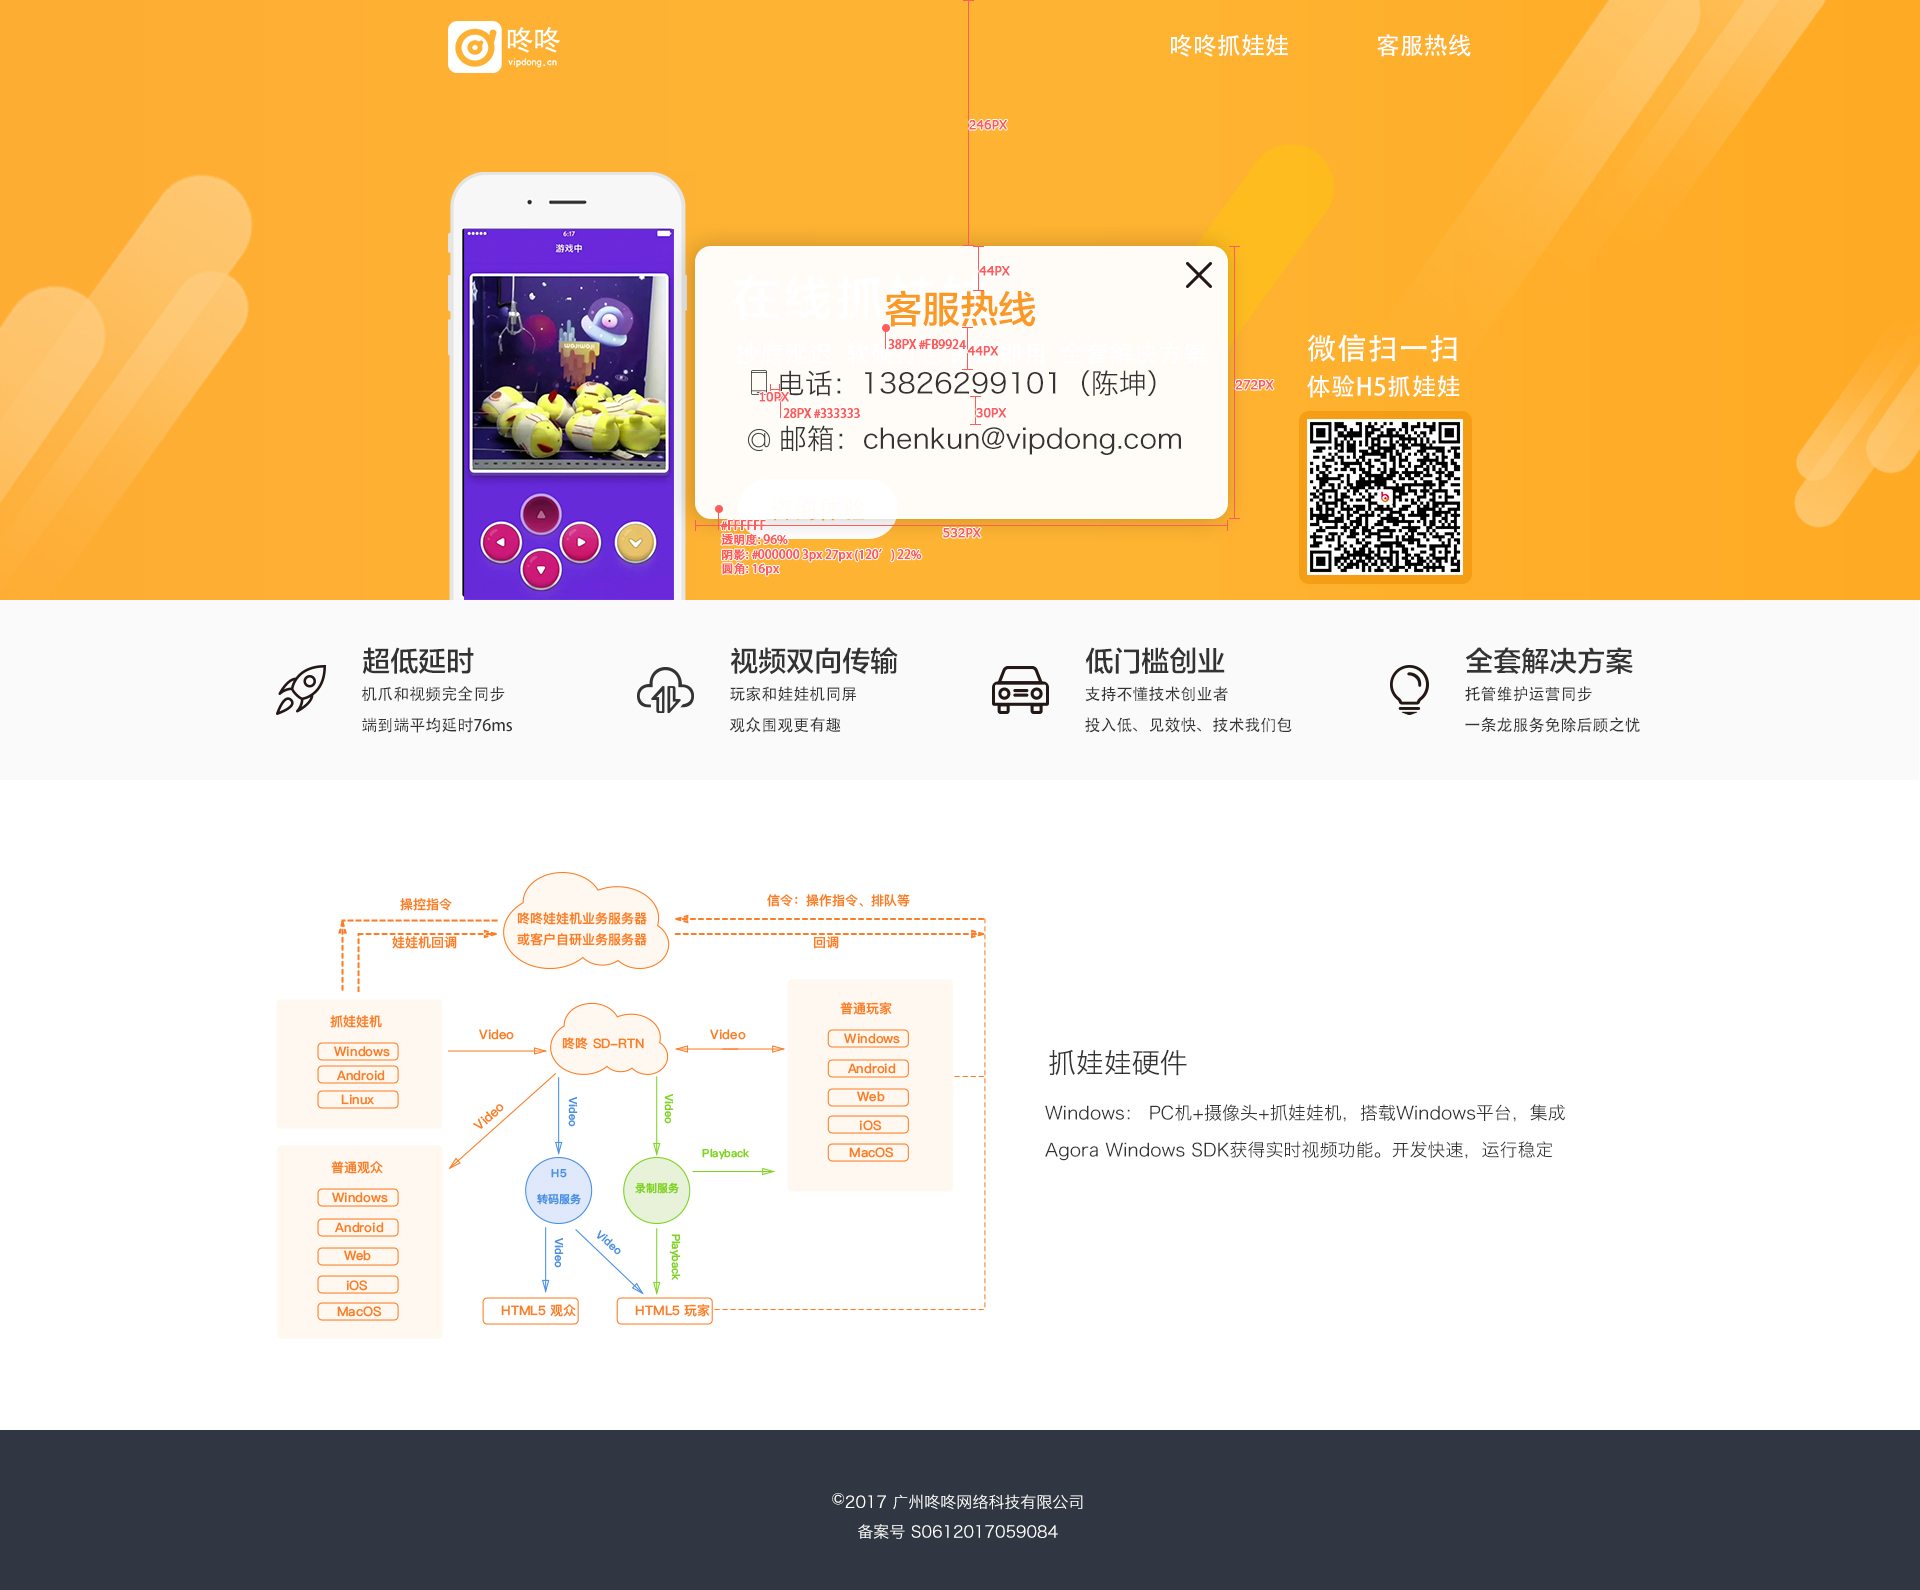 咚咚
vipdong.cn
咚咚抓娃娃
客服热线
246PX
6:17
游戏中
在线抓
44PX
客服热线
38PX #FB9924
44PX
电话：13826299101（陈坤）
10PX
28PX #333333
30PX
邮箱：chenkun@vipdong.com
272PX
#FFFFFF
532PX
透明度: 96%
阴影: #000000 3px 27px (120°) 22%
圆角: 16px
微信扫一扫
体验H5抓娃娃
超低延时
机爪和视频完全同步
端到端平均延时76ms
视频双向传输
玩家和娃娃机同屏
观众围观更有趣
低门槛创业
支持不懂技术创业者
投入低、见效快、技术我们包
全套解决方案
托管维护运营同步
一条龙服务免除后顾之忧
操控指令
娃娃机回调
咚咚娃娃机业务服务器
或客户自研业务服务器
信令：操作指令、排队等
回调
抓娃娃机
Windows
Android
Linux
Video
咚咚 SD-RTN
Video
普通玩家
Windows
Android
Web
iOS
MacOS
Video
Video
Video
Playback
普通观众
Windows
Android
Web
iOS
MacOS
H5
转码服务
录制服务
Video
Video
Playback
HTML5 观众
HTML5 玩家
抓娃娃硬件
Windows： PC机+摄像头+抓娃娃机，搭载Windows平台，集成
Agora Windows SDK获得实时视频功能。开发快速，运行稳定
©2017 广州咚咚网络科技有限公司
备案号 S0612017059084